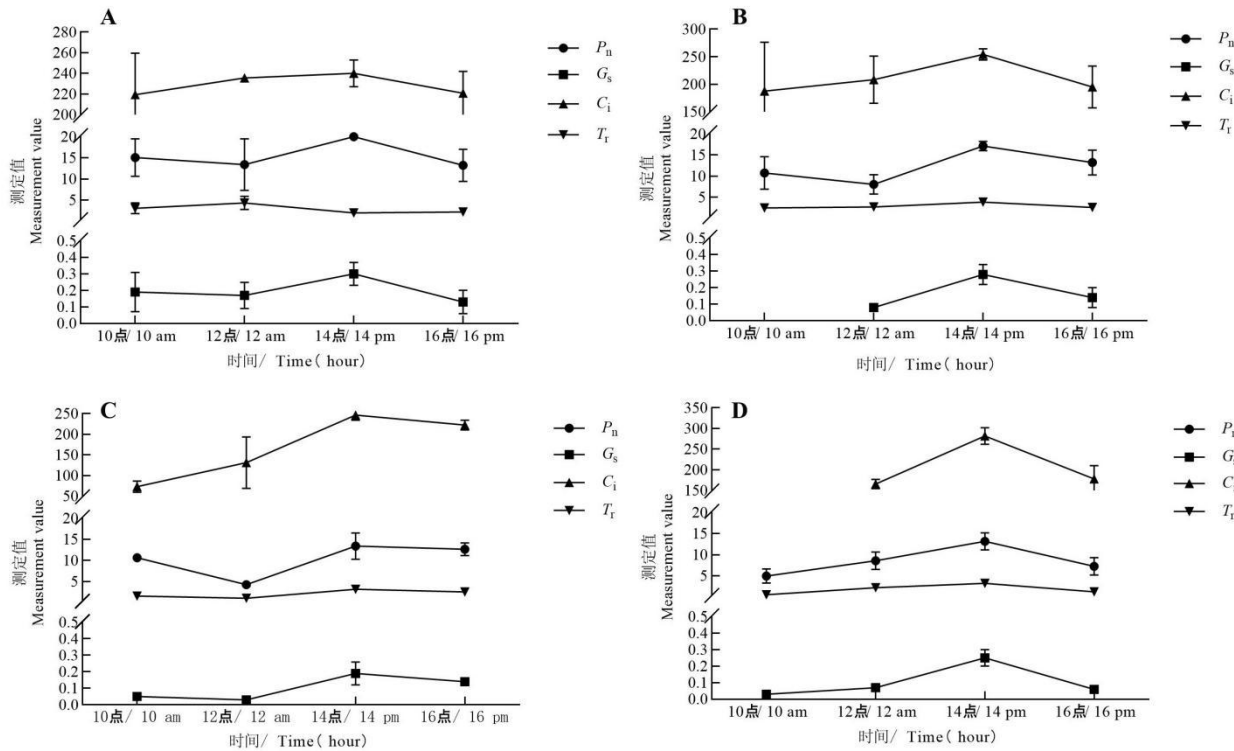 A
280
260
240
220
200
20
15
10
5
0.5
0.4
0.3
0.2
0.1
0.0
测定值
Measurement value
10点/ 10 am 12点/ 12 am 14点/ 14 pm 16点/ 16 pm
时间/ Time( hour)
Pn
Gs
Ci
Tr
B
300
250
200
150
20
15
10
5
0.5
0.4
0.3
0.2
0.1
0.0
测定值
Measurement value
10点/ 10 am 12点/ 12 am 14点/ 14 pm 16点/ 16 pm
时间/ Time( hour)
Pn
Gs
Ci
Tr
C
250
200
150
100
50
20
15
10
5
0.5
0.4
0.3
0.2
0.1
0.0
测定值
Measurement value
10点/ 10 am 12点/ 12 am 14点/ 14 pm 16点/ 16 pm
时间/ Time( hour)
Pn
Gs
Ci
Tr
D
350
300
250
200
150
20
15
10
5
0.5
0.4
0.3
0.2
0.1
0.0
测定值
Measurement value
10点/ 10 am 12点/ 12 am 14点/ 14 pm 16点/ 16 pm
时间/ Time( hour)